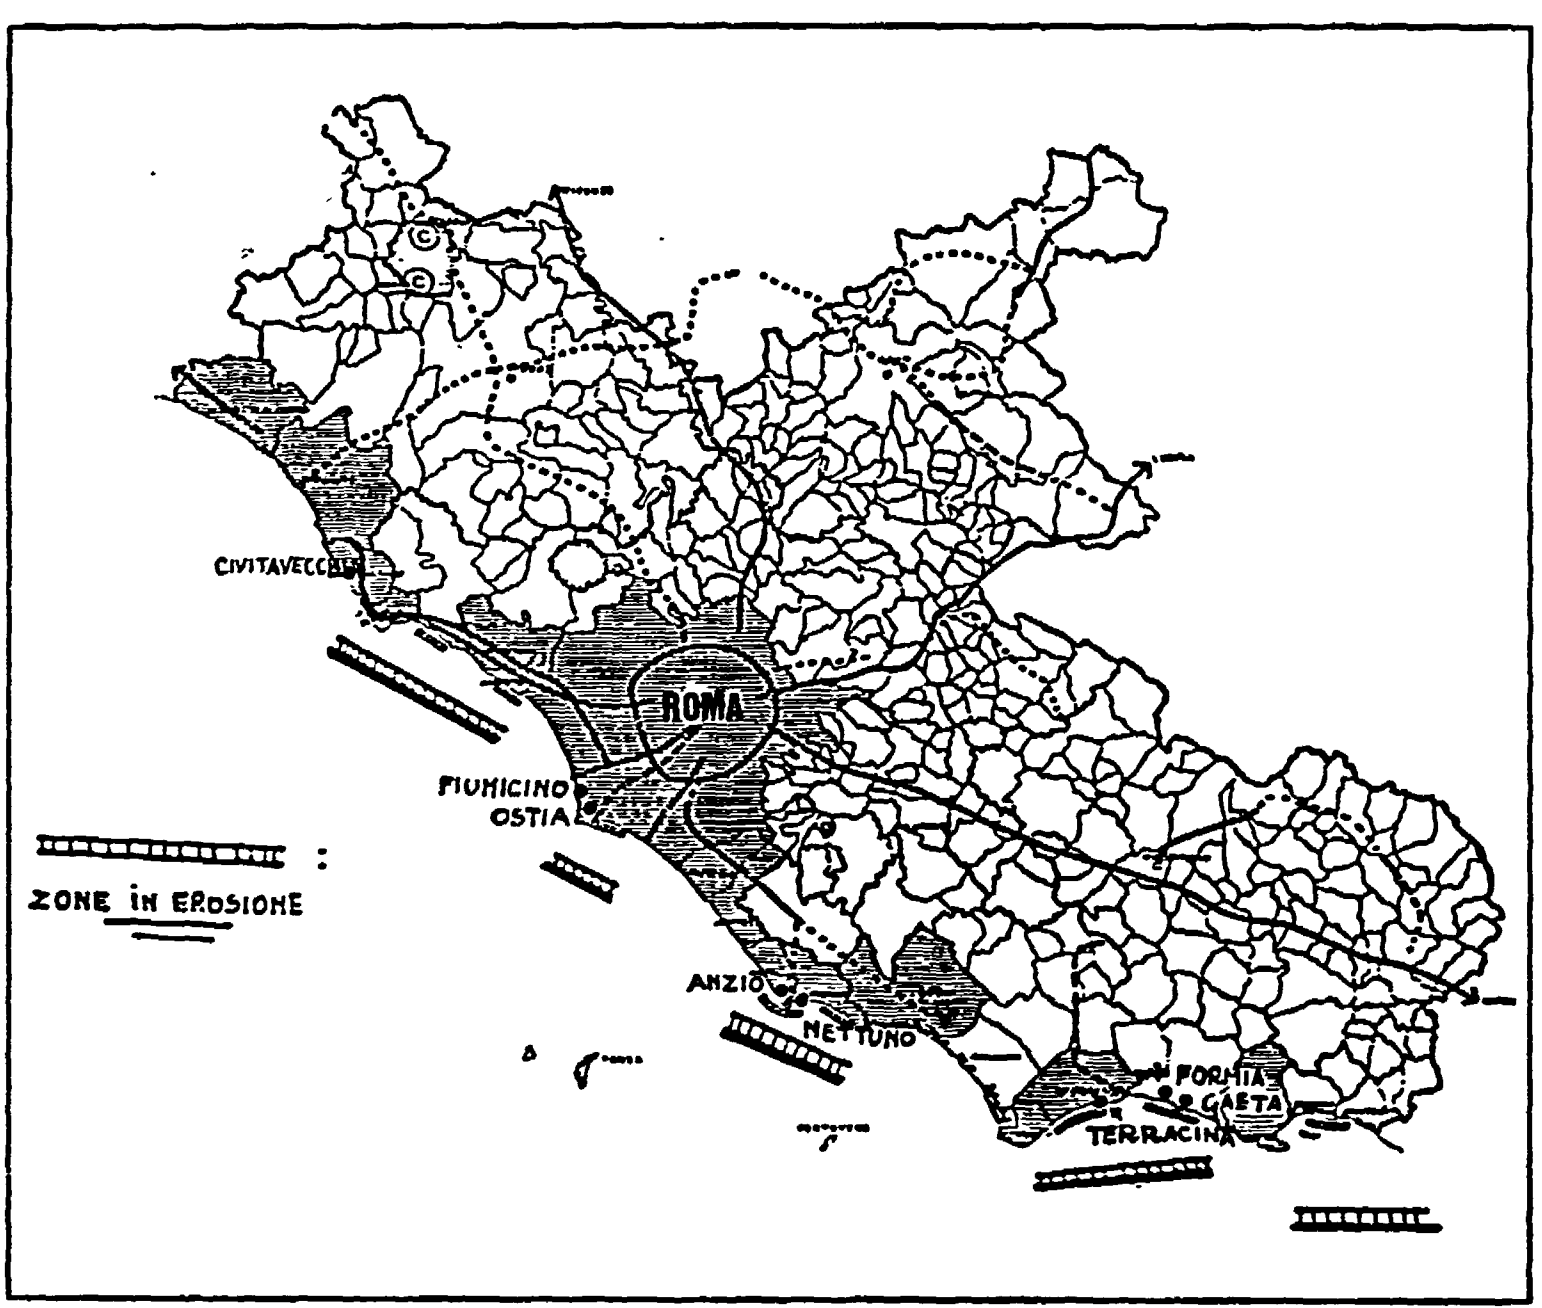 C
C
CIVITAVECCHIA
ROMA
FIUMICINO
OSTIA
:
ZONE iN EROSIONE
ANZIO
NETTUNO
FORMIA
GAETA
TERRACINA